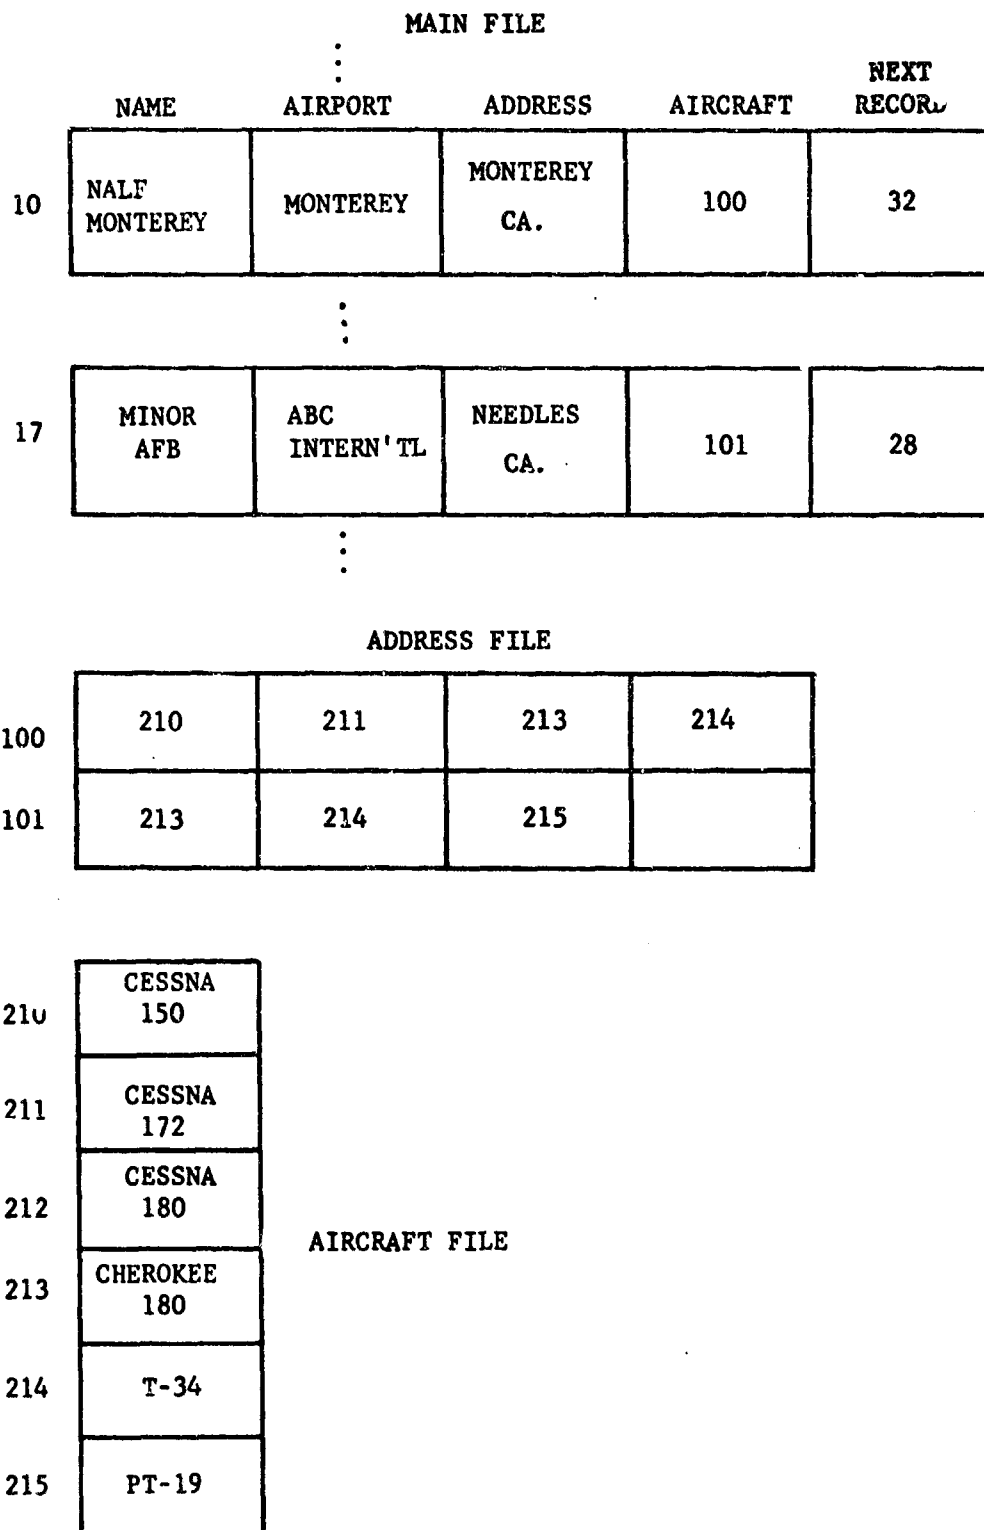 MAIN FILE
NAME AIRPORT ADDRESS AIRCRAFT NEXT RECORD
10 NALF MONTEREY MONTEREY MONTEREY CA. 100 32
17 MINOR AFB ABC INTERN'TL NEEDLES CA. 101 28
ADDRESS FILE
100 210 211 213 214
101 213 214 215
210 CESSNA 150
211 CESSNA 172
212 CESSNA 180
AIRCRAFT FILE
213 CHEROKEE 180
214 T-34
215 PT-19